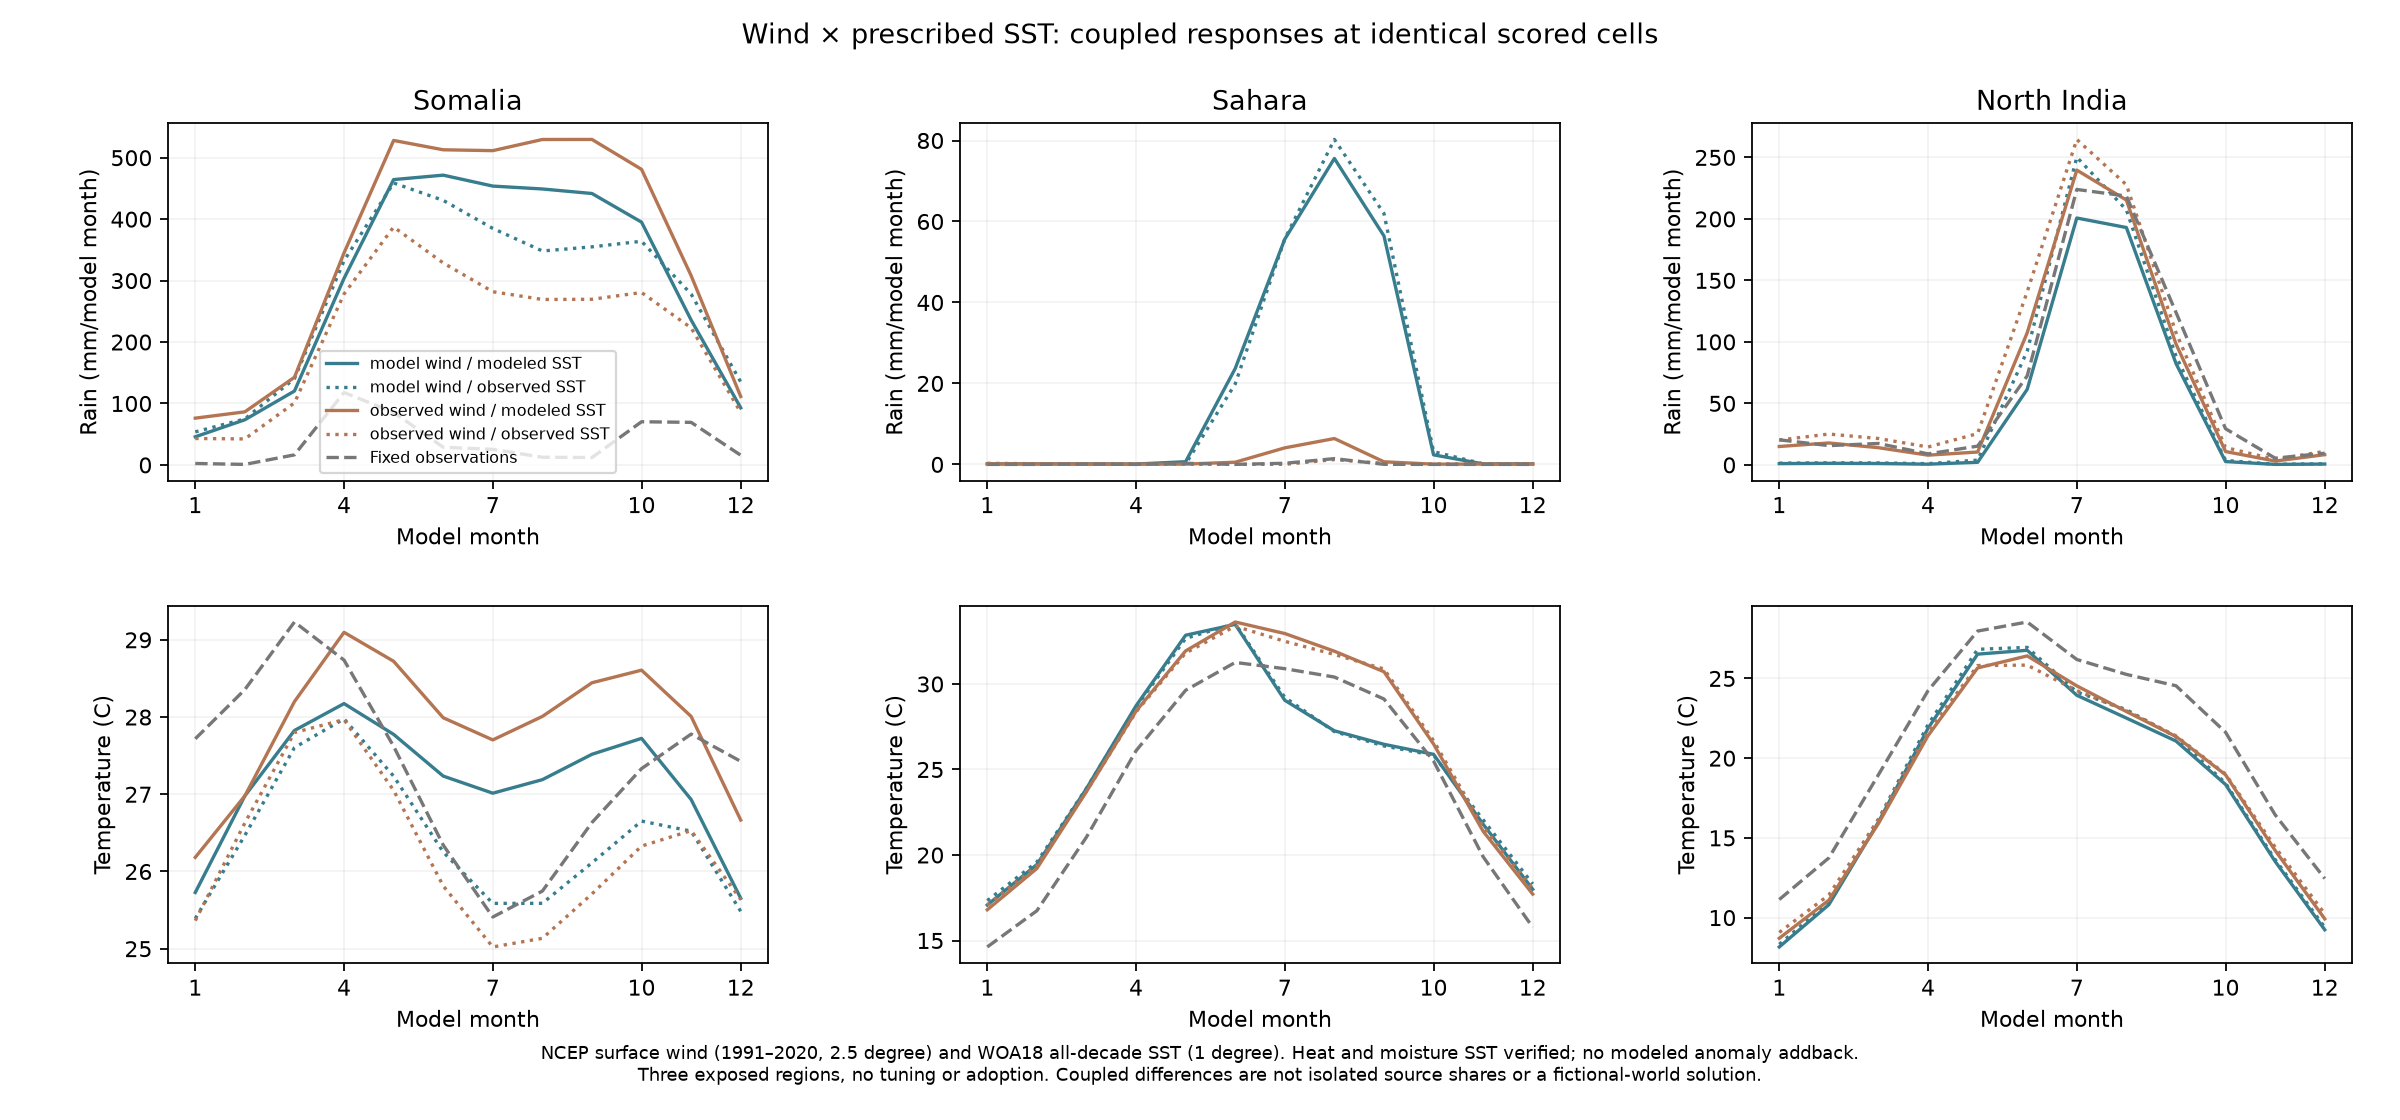 Wind × prescribed SST: coupled responses at identical scored cells
Somalia
Sahara
North India
Rain (mm/model month)
500
400
300
200
100
0
model wind / modeled SST
model wind / observed SST
observed wind / modeled SST
observed wind / observed SST
Fixed observations
1 4 7 10 12
Model month
Rain (mm/model month)
80
60
40
20
0
1 4 7 10 12
Model month
Rain (mm/model month)
250
200
150
100
50
0
1 4 7 10 12
Model month
Temperature (C)
29
28
27
26
25
1 4 7 10 12
Model month
Temperature (C)
30
25
20
15
1 4 7 10 12
Model month
Temperature (C)
25
20
15
10
1 4 7 10 12
Model month
NCEP surface wind (1991–2020, 2.5 degree) and WOA18 all-decade SST (1 degree). Heat and moisture SST verified; no modeled anomaly addback.
Three exposed regions, no tuning or adoption. Coupled differences are not isolated source shares or a fictional-world solution.